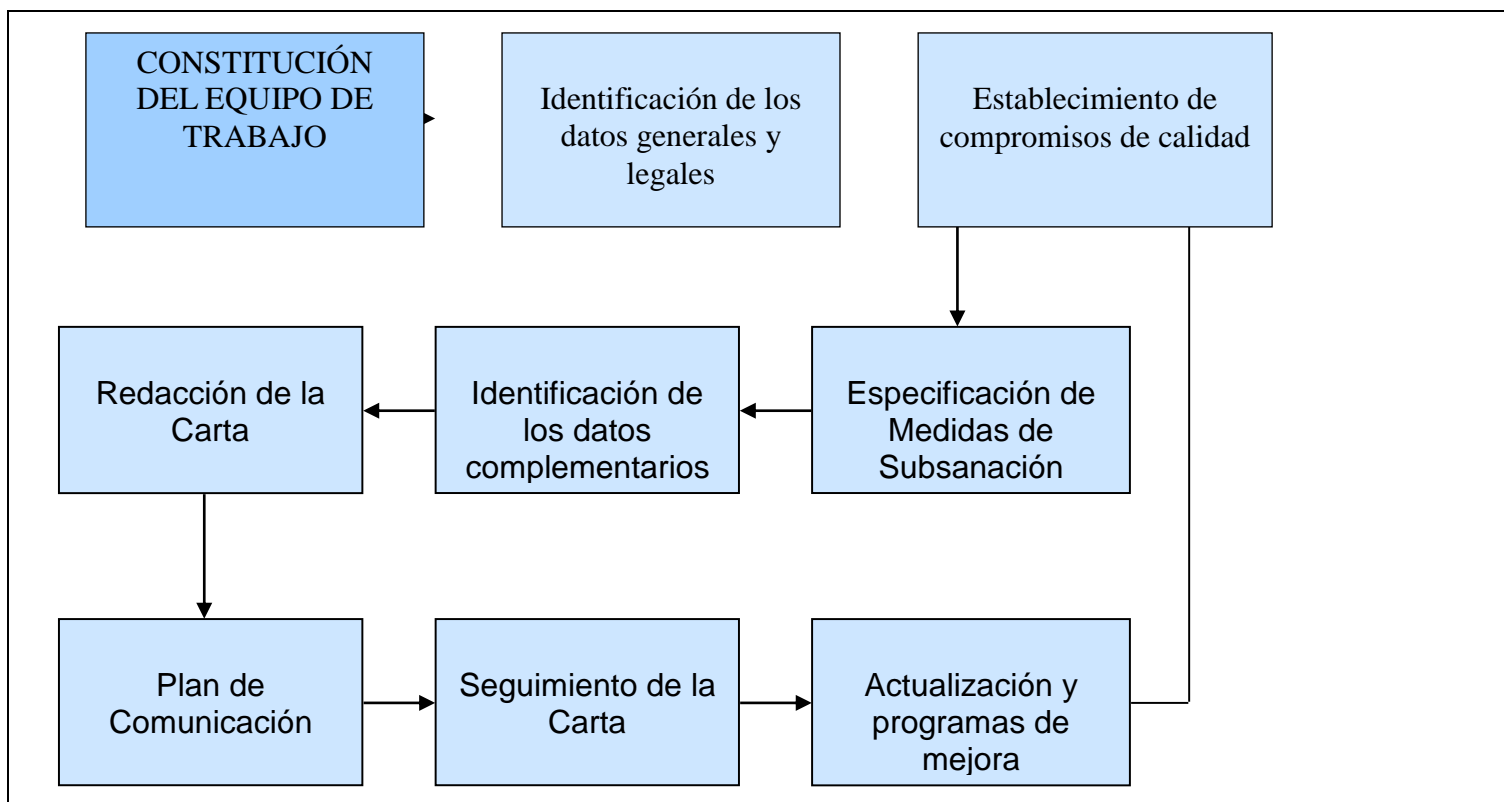 CONSTITUCIÓN
DEL EQUIPO DE
TRABAJO
Identificación de los
datos generales y
legales
Establecimiento de
compromisos de calidad
Redacción de la
Carta
Identificación de
los datos
complementarios
Especificación de
Medidas de
Subsanación
Plan de
Comunicación
Seguimiento de la
Carta
Actualización y
programas de
mejora